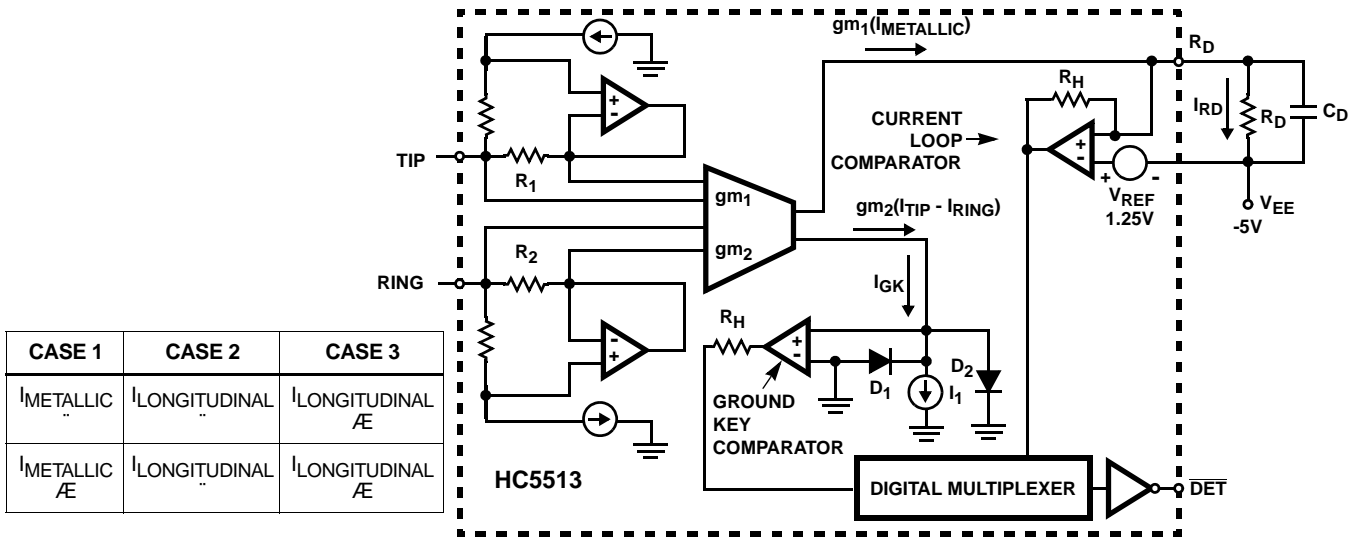 gm1(IMETALLIC)
RD
RH
IRD
RD
CD
CURRENT
LOOP
COMPARATOR
+
-
+
-
TIP
R1
gm1
+
-
VREF
1.25V
VEE
-5V
gm2(ITIP - IRING)
R2
gm2
RING
IGK
-
+
RH
+
-
D1
D2
I1
GROUND
KEY
COMPARATOR
CASE 1 CASE 2 CASE 3
IMETALLIC ILONGITUDINAL ILONGITUDINAL
¨ ¨ Æ
IMETALLIC ILONGITUDINAL ILONGITUDINAL
Æ ¨ Æ
HC5513
DIGITAL MULTIPLEXER
DET